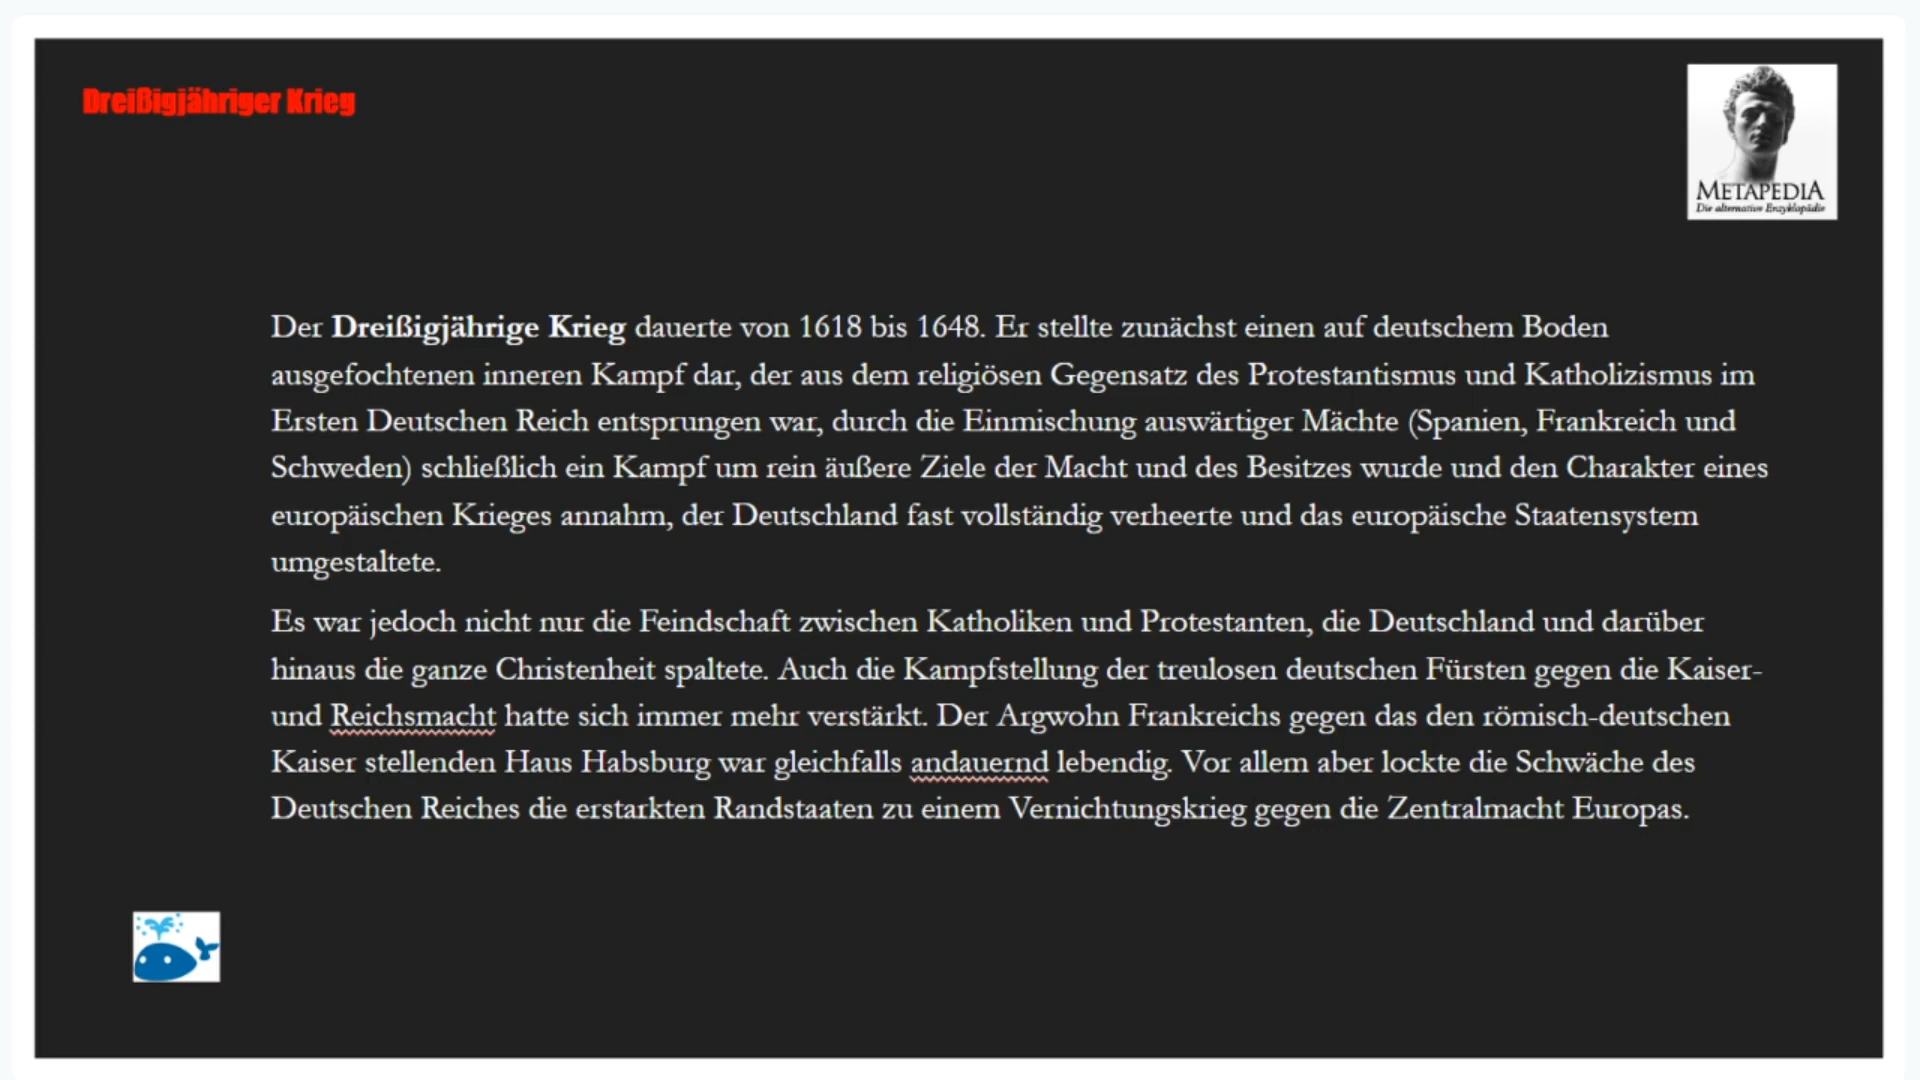 Dreißigjähriger Krieg
METAPEDIA
Die alternative Enzyklopädie
Der Dreißigjährige Krieg dauerte von 1618 bis 1648. Er stellte zunächst einen auf deutschem Boden
ausgefochtenen inneren Kampf dar, der aus dem religiösen Gegensatz des Protestantismus und Katholizismus im
Ersten Deutschen Reich entsprungen war, durch die Einmischung auswärtiger Mächte (Spanien, Frankreich und
Schweden) schließlich ein Kampf um rein äußere Ziele der Macht und des Besitzes wurde und den Charakter eines
europäischen Krieges annahm, der Deutschland fast vollständig verheerte und das europäische Staatensystem
umgestaltete.
Es war jedoch nicht nur die Feindschaft zwischen Katholiken und Protestanten, die Deutschland und darüber
hinaus die ganze Christenheit spaltete. Auch die Kampfstellung der treulosen deutschen Fürsten gegen die Kaiser-
und Reichsmacht hatte sich immer mehr verstärkt. Der Argwohn Frankreichs gegen das den römisch-deutschen
Kaiser stellenden Haus Habsburg war gleichfalls andauernd lebendig. Vor allem aber lockte die Schwäche des
Deutschen Reiches die erstarkten Randstaaten zu einem Vernichtungskrieg gegen die Zentralmacht Europas.